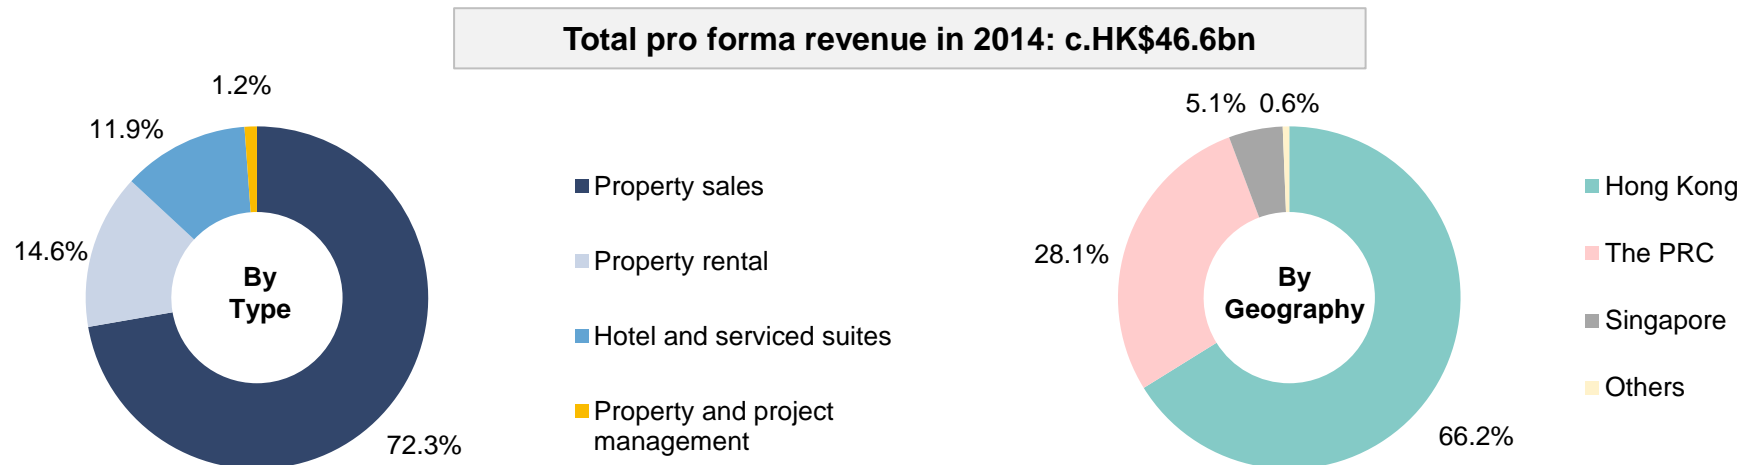 Total pro forma revenue in 2014: c.HK$46.6bn
1.2%
11.9%
14.6%
72.3%
By
Type
Property sales
Property rental
Hotel and serviced suites
Property and project
management
5.1%
0.6%
28.1%
66.2%
By
Geography
Hong Kong
The PRC
Singapore
Others